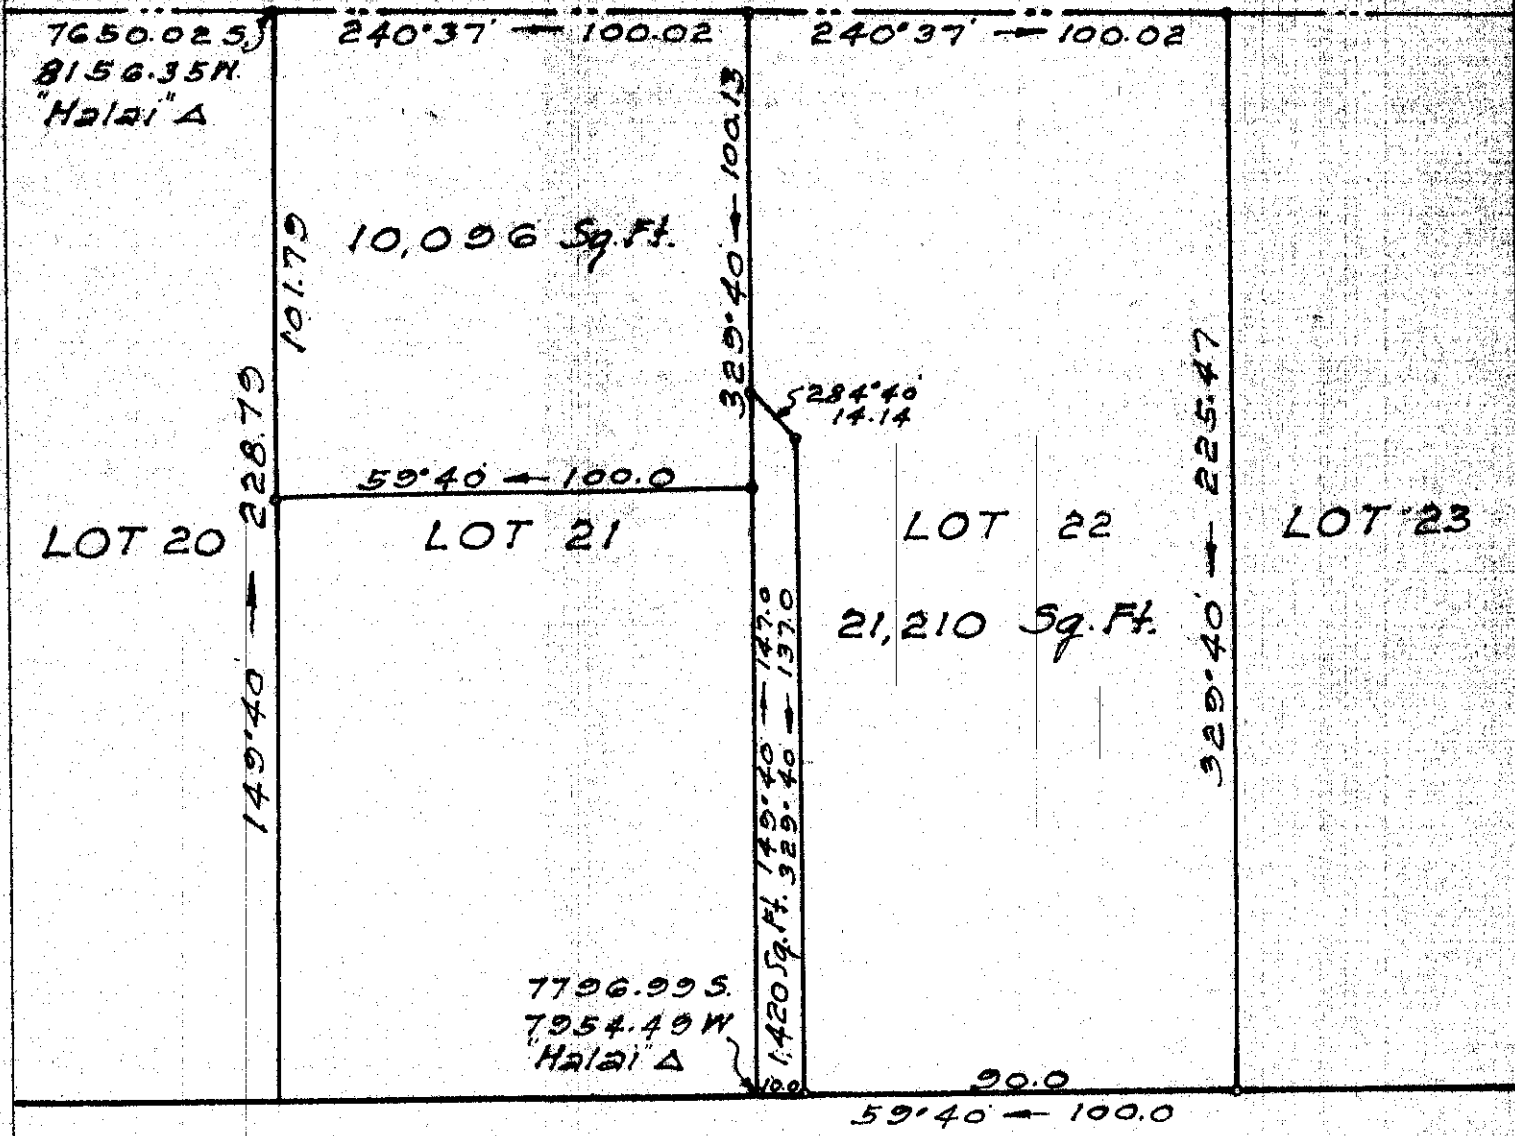 7650.02 S.
8156.35 W.
"Halai" Δ
240°37' ← 100.02
240°37' → 100.02
329°40' ← 100.13
101.79
10,096 Sq. Ft.
149°40' → 228.79
284°40'
14.14
329°40' ← 225.47
59°40' ← 100.0
LOT 20
LOT 21
LOT 22
LOT 23
21,210 Sq. Ft.
149°40' → 147.0
329°40' ← 137.0
1,420 Sq. Ft.
7796.99 S.
7954.49 W
"Halai" Δ
10.0
90.0
59°40' ← 100.0